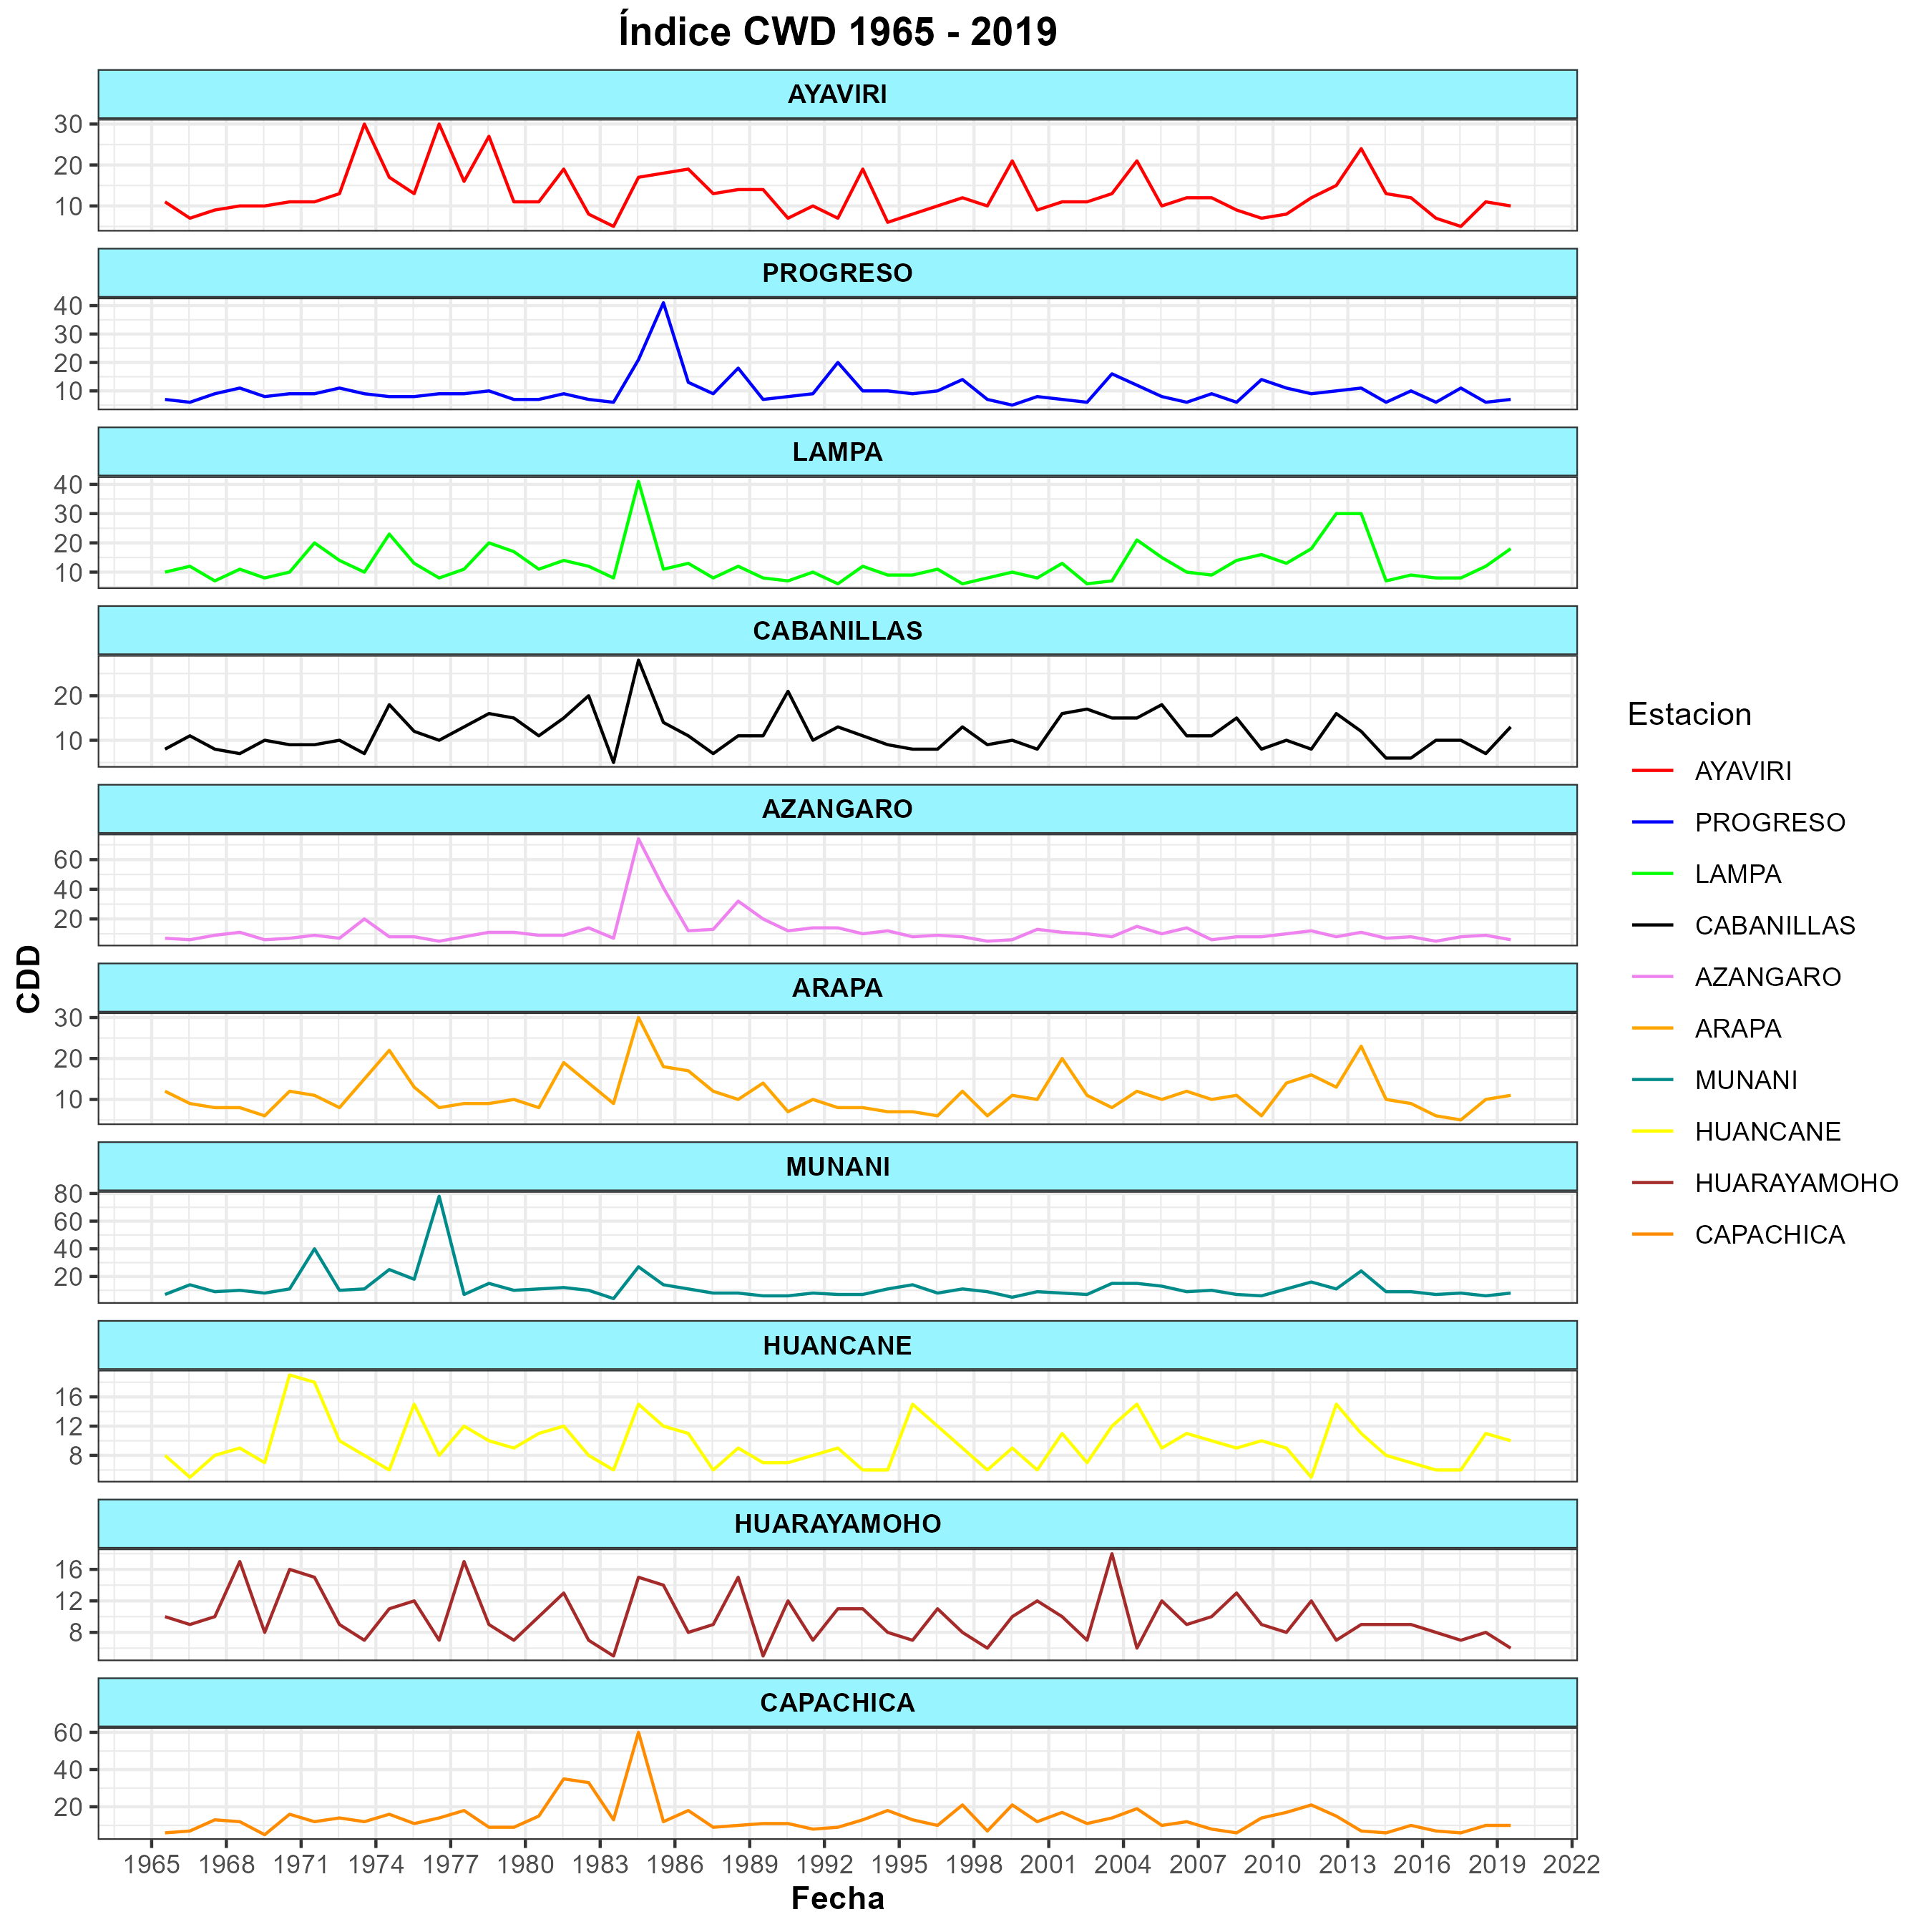 Índice CWD 1965 - 2019
AYAVIRI
30
20
10
PROGRESO
40
30
20
10
LAMPA
40
30
20
10
CABANILLAS
20
10
AZANGARO
60
40
20
ARAPA
30
20
10
MUNANI
80
60
40
20
HUANCANE
16
12
8
HUARAYAMOHO
16
12
8
CAPACHICA
60
40
20
1965 1968 1971 1974 1977 1980 1983 1986 1989 1992 1995 1998 2001 2004 2007 2010 2013 2016 2019 2022
Fecha
CDD
Estacion
AYAVIRI
PROGRESO
LAMPA
CABANILLAS
AZANGARO
ARAPA
MUNANI
HUANCANE
HUARAYAMOHO
CAPACHICA